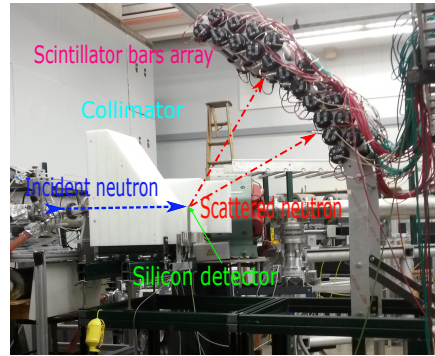 Scintillator bars array
Collimator
Incident neutron
Scattered neutron
Silicon detector